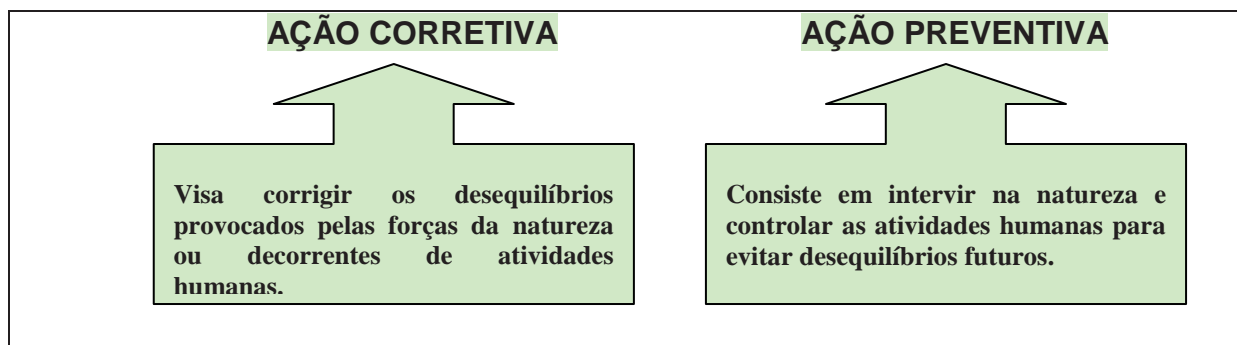 AÇÃO CORRETIVA
AÇÃO PREVENTIVA
Visa corrigir os desequilíbrios
provocados pelas forças da natureza
ou decorrentes de atividades
humanas.
Consiste em intervir na natureza e
controlar as atividades humanas para
evitar desequilíbrios futuros.